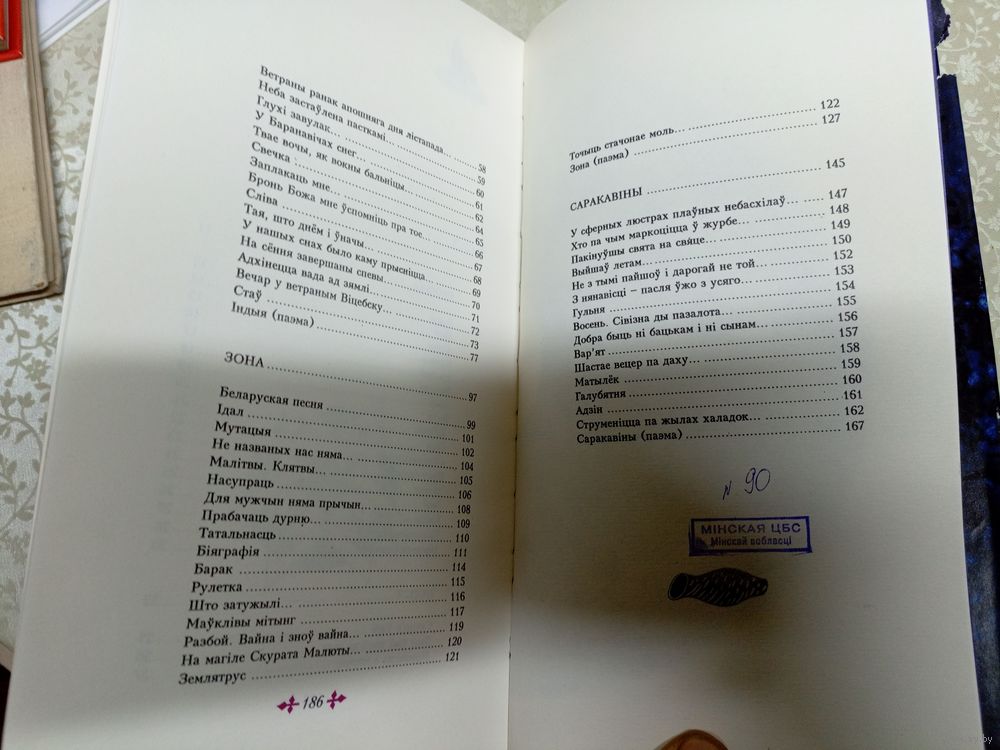 Ветраны ранак апошняга дня лістапада... 58
Неба застаўлена пасткамі... 59
Глухі завулак... 60
У Баранавічах снег... 61
Твае вочы, як вокны бальніцы... 62
Свечка 64
Заплакаць мне... 65
Бронь Божа мне ўспомніць пра тое... 66
Сліва 67
Тая, што днём і ўначы... 68
У нашых снах было каму прысніцца... 69
На сёння завершаны спевы... 70
Адхінецца вада ад зямлі... 71
Вечар у ветраным Віцебску... 72
Стаў 73
Індыя (паэма) 77
ЗОНА 97
Беларуская песня 99
Ідал 101
Мутацыя 102
Не названых нас няма... 104
Малітвы. Клятвы... 105
Насупраць 106
Для мужчын няма прычын... 108
Прабачаць дурню... 109
Татальнасць 110
Біяграфія 111
Барак 114
Рулетка 115
Што затужылі... 116
Маўклівы мітынг 117
Разбой. Вайна і зноў вайна... 119
На магіле Скурата Малюты... 120
Землятрус 121
186
Точыць стачонае моль... 122
Зона (паэма) 127
САРАКАВІНЫ 145
У сферных люстрах плаўных небасхілаў... 147
Хто па чым маркоціцца ў журбе... 148
Пакінуўшы свята на свяце... 149
Выйшаў летам 150
Не з тымі пайшоў і дарогай не той... 152
З нянавісці – пасля ўжо з усяго... 153
Гульня 154
Восень. Сівізна ды пазалота... 155
Добра быць ні бацькам і ні сынам... 156
Вар'ят 157
Шастае вецер па даху... 158
Матылёк 159
Галубятня 160
Адзін 161
Струменіцца па жылах халадок... 162
Саракавіны (паэма) 167
№ 90
МІНСКАЯ ЦБС
Мінскай вобласці